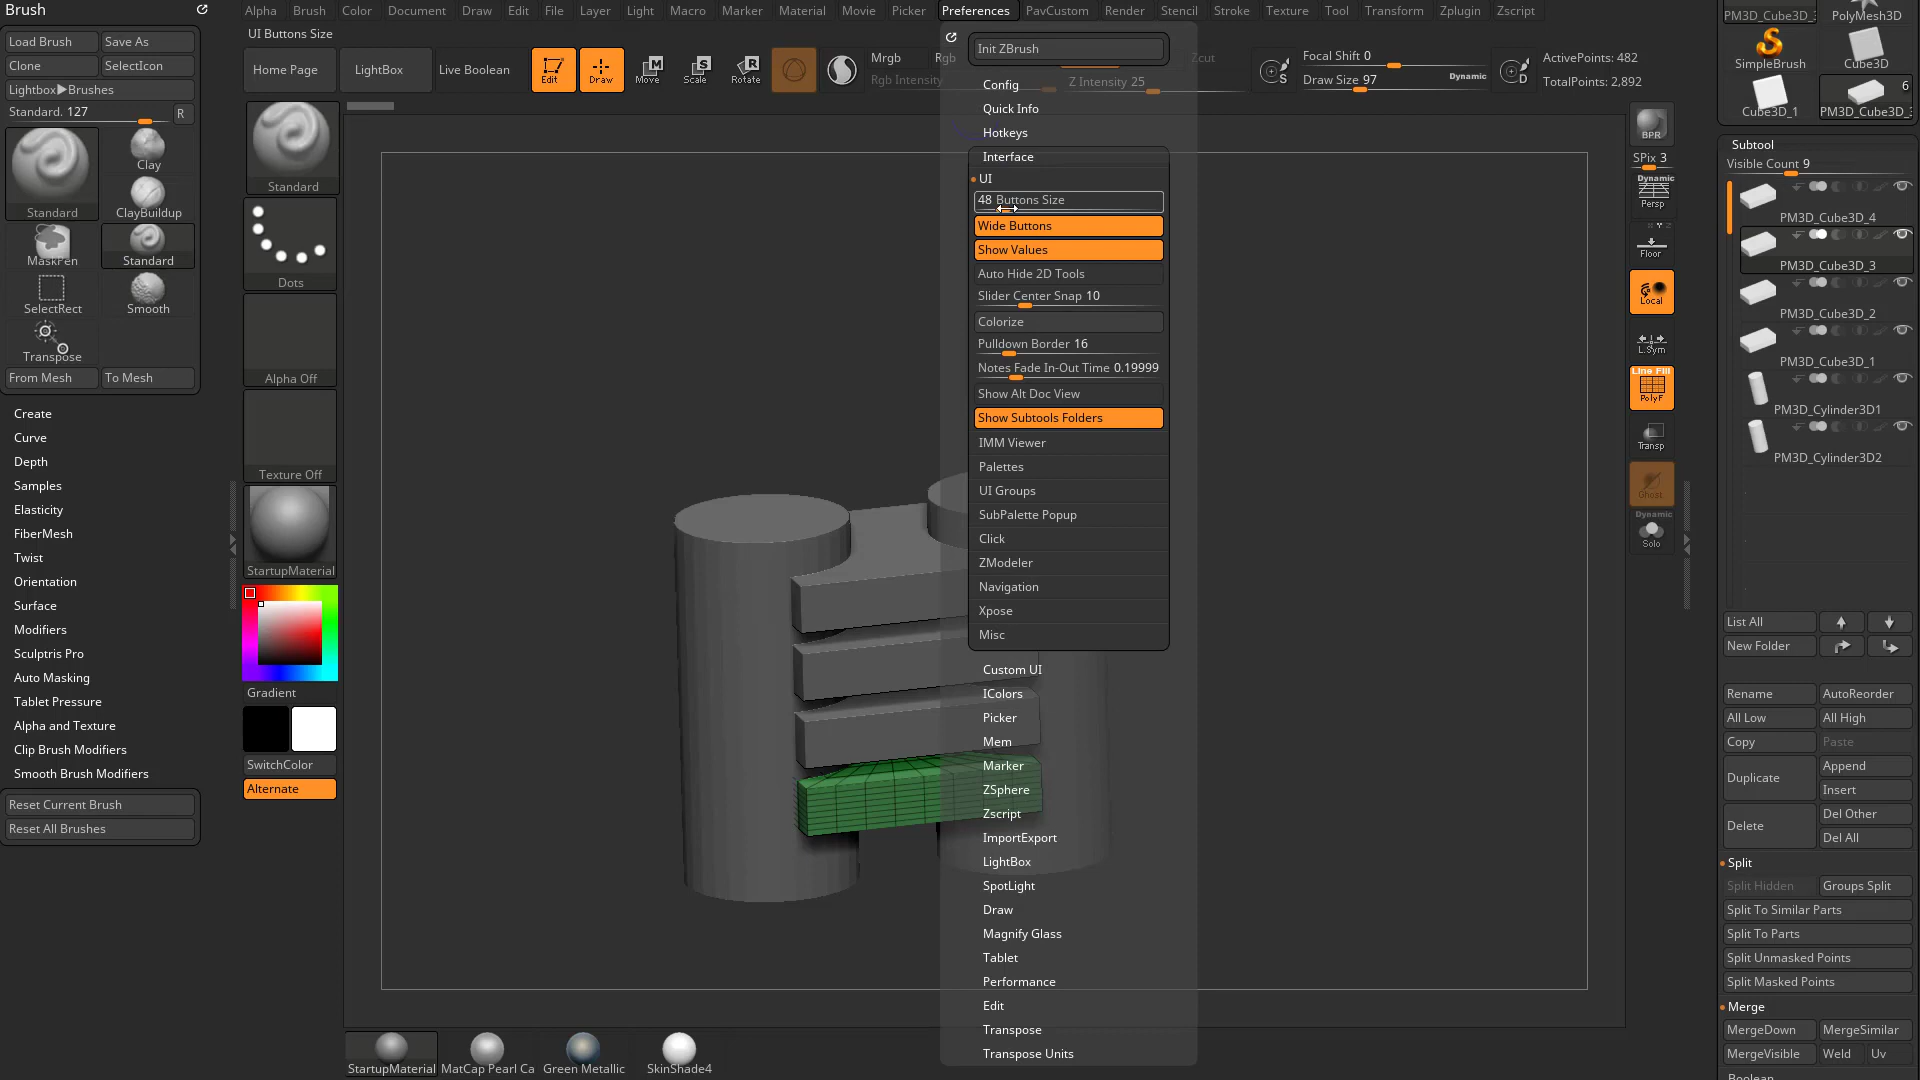 Brush
Load Brush Save As
Clone SelectIcon
Lightbox▶Brushes
Standard. 127 R
Standard Clay
ClayBuildup
MaskPen Standard
SelectRect Smooth
Transpose
From Mesh To Mesh
Create
Curve
Depth
Samples
Elasticity
FiberMesh
Twist
Orientation
Surface
Modifiers
Sculptris Pro
Auto Masking
Tablet Pressure
Alpha and Texture
Clip Brush Modifiers
Smooth Brush Modifiers
Reset Current Brush
Reset All Brushes
Alpha Brush Color Document Draw Edit File Layer Light Macro Marker Material Movie Picker Preferences PavCustom Render Stencil Stroke Texture Tool Transform Zplugin Zscript
UI Buttons Size
Home Page LightBox Live Boolean Edit Draw Move Scale Rotate
Mrgb Rgb Zcut
Rgb Intensity Z Intensity 25
Focal Shift 0
Draw Size 97 Dynamic
ActivePoints: 482
TotalPoints: 2,892
Standard
Dots
Alpha Off
Texture Off
StartupMaterial
Gradient
SwitchColor
Alternate
Init ZBrush
Config
Quick Info
Hotkeys
Interface
UI
48 Buttons Size
Wide Buttons
Show Values
Auto Hide 2D Tools
Slider Center Snap 10
Colorize
Pulldown Border 16
Notes Fade In-Out Time 0.19999
Show Alt Doc View
Show Subtools Folders
IMM Viewer
Palettes
UI Groups
SubPalette Popup
Click
ZModeler
Navigation
Xpose
Misc
Custom UI
IColors
Picker
Mem
Marker
ZSphere
Zscript
ImportExport
LightBox
SpotLight
Draw
Magnify Glass
Tablet
Performance
Edit
Transpose
Transpose Units
StartupMaterial MatCap Pearl Ca Green Metallic SkinShade4
BPR
SPix 3
Dynamic
Persp
Floor
Local
L.Sym
Line Fill
PolyF
Transp
Ghost
Dynamic
Solo
PM3D_Cube3D_3 PolyMesh3D
SimpleBrush Cube3D
6
Cube3D_1 PM3D_Cube3D_3
Subtool
Visible Count 9
PM3D_Cube3D_4
PM3D_Cube3D_3
PM3D_Cube3D_2
PM3D_Cube3D_1
PM3D_Cylinder3D1
PM3D_Cylinder3D2
List All
New Folder
Rename AutoReorder
All Low All High
Copy Paste
Duplicate Append
Insert
Delete Del Other
Del All
Split
Split Hidden Groups Split
Split To Similar Parts
Split To Parts
Split Unmasked Points
Split Masked Points
Merge
MergeDown MergeSimilar
MergeVisible Weld Uv
Boolean